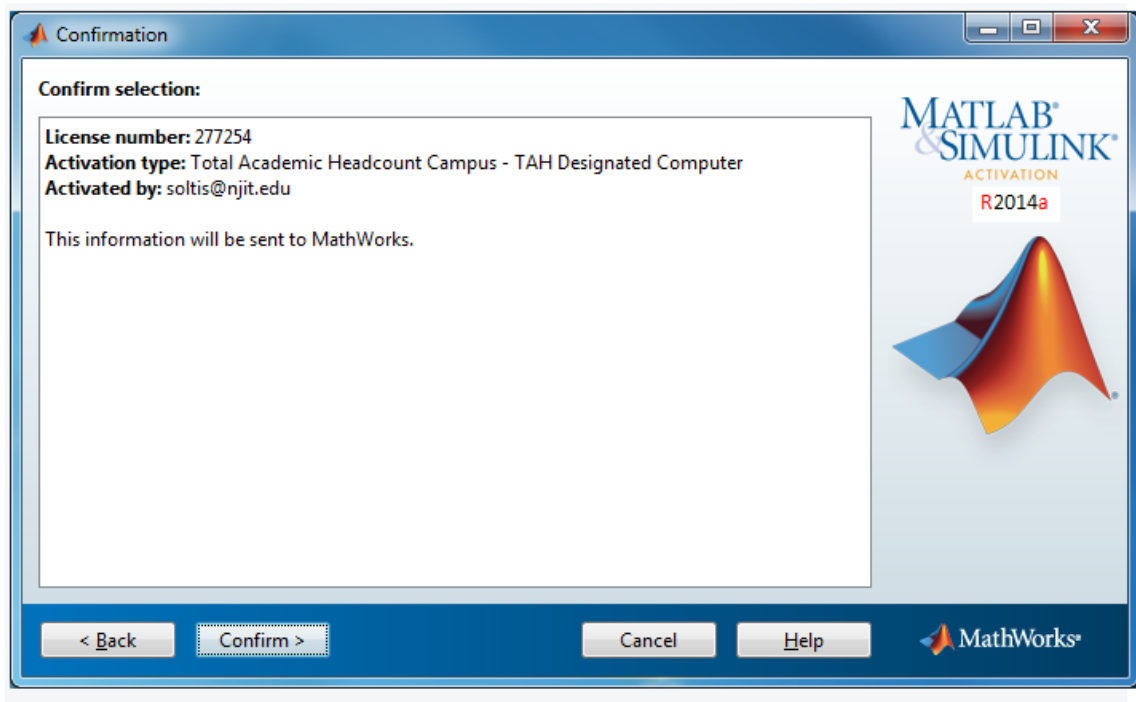 Confirmation
Confirm selection:
License number: 277254
Activation type: Total Academic Headcount Campus - TAH Designated Computer
Activated by: soltis@njit.edu
This information will be sent to MathWorks.
MATLAB®
&SIMULINK®
ACTIVATION
R2014a
®
< Back
Confirm >
Cancel
Help
MathWorks®